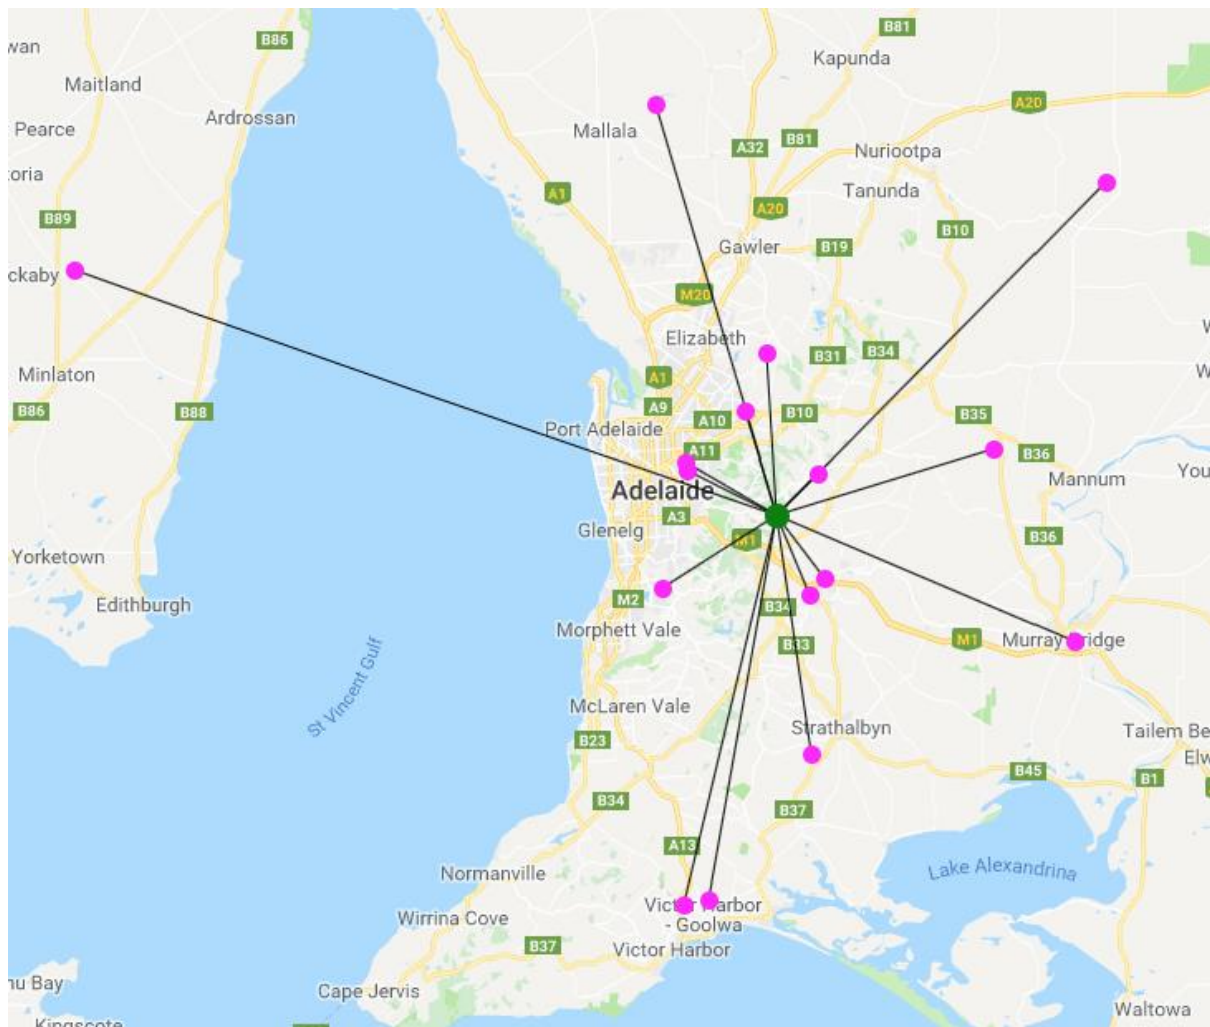 B86
B81
wan
Kapunda
Maitland
A20
Ardrossan
Pearce
Mallala
B81
A32
Nuriootpa
oria
Tanunda
A1
A20
B89
B10
Gawler
B19
ckaby
M20
Elizabeth
B31
B34
Minlaton
A1
B86
B88
A9
A10
B10
B35
Port Adelaide
A11
B36
You
Mannum
Adelaide
A3
Glenelg
M1
B36
Yorketown
Edithburgh
M2
B34
Morphett Vale
B33
M1
St Vincent Gulf
McLaren Vale
Strathalbyn
B23
Tailem Be
Elw
B45
B1
B34
B37
A13
Normanville
Lake Alexandrina
Wirrina Cove
- Goolwa
B37
Victor Harbor
Cape Jervis
nu Bay
Waltowa